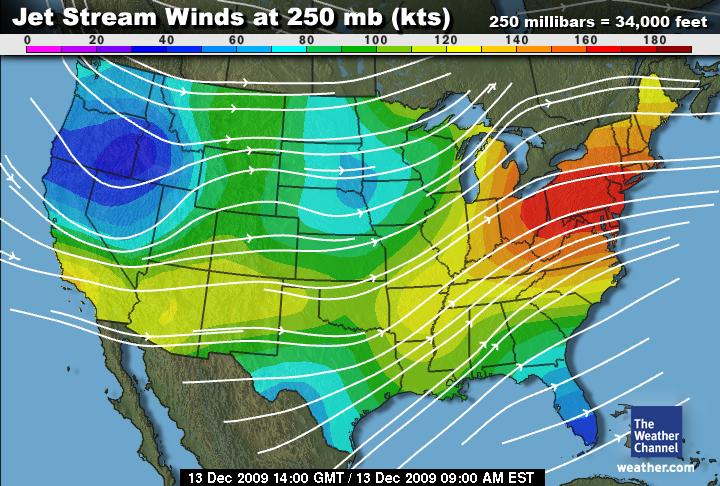 Jet Stream Winds at 250 mb (kts) 250 millibars = 34,000 feet
0 20 40 60 80 100 120 140 160 180
The
Weather
Channel
weather.com
13 Dec 2009 14:00 GMT / 13 Dec 2009 09:00 AM EST